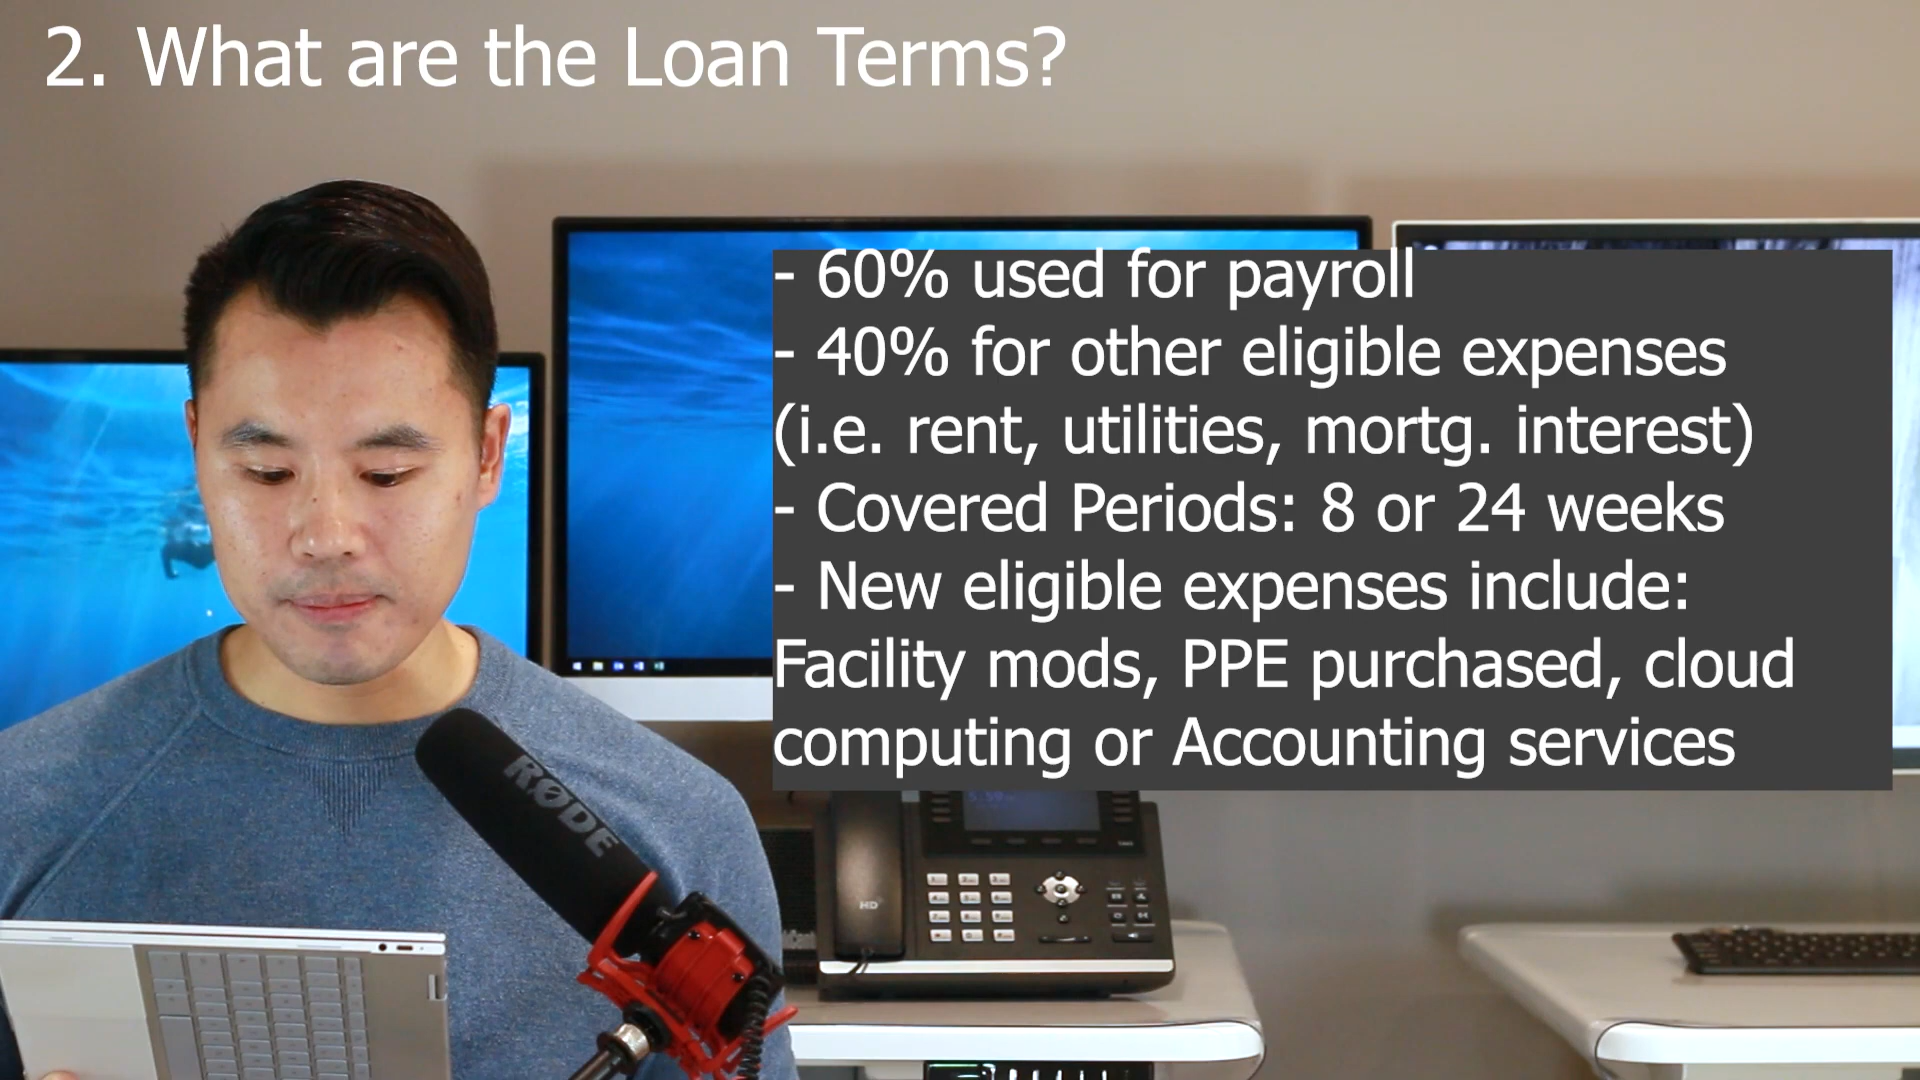 2. What are the Loan Terms?
- 60% used for payroll
- 40% for other eligible expenses
(i.e. rent, utilities, mortg. interest)
- Covered Periods: 8 or 24 weeks
- New eligible expenses include:
Facility mods, PPE purchased, cloud
computing or Accounting services
RØDE
HD